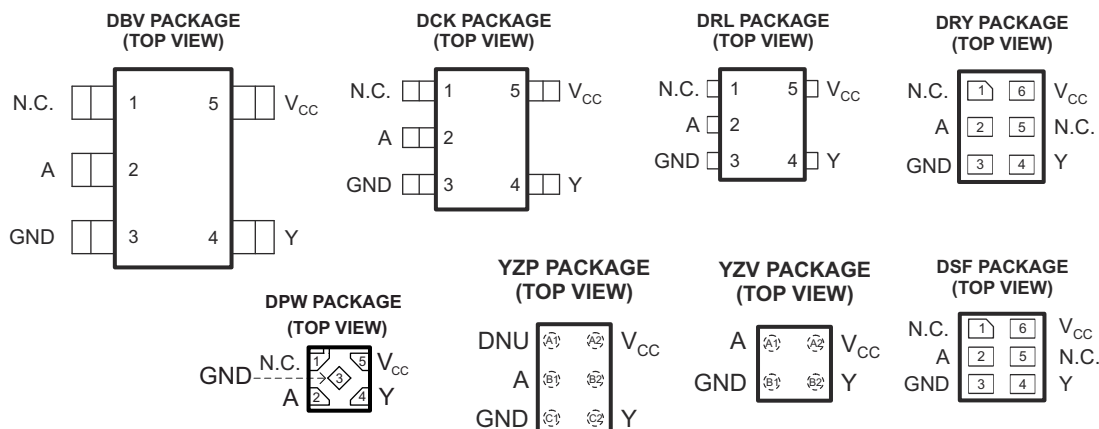 DBV PACKAGE
(TOP VIEW)
N.C. 1 5 VCC
A 2
GND 3 4 Y
DCK PACKAGE
(TOP VIEW)
N.C. 1 5 VCC
A 2
GND 3 4 Y
DRL PACKAGE
(TOP VIEW)
N.C. 1 5 VCC
A 2
GND 3 4 Y
DRY PACKAGE
(TOP VIEW)
N.C. 1 6 VCC
A 2 5 N.C.
GND 3 4 Y
DPW PACKAGE
(TOP VIEW)
N.C. 1 5 VCC
GND 3
A 2 4 Y
YZP PACKAGE
(TOP VIEW)
DNU A1 A2 VCC
A B1 B2
GND C1 C2 Y
YZV PACKAGE
(TOP VIEW)
A A1 A2 VCC
GND B1 B2 Y
DSF PACKAGE
(TOP VIEW)
N.C. 1 6 VCC
A 2 5 N.C.
GND 3 4 Y